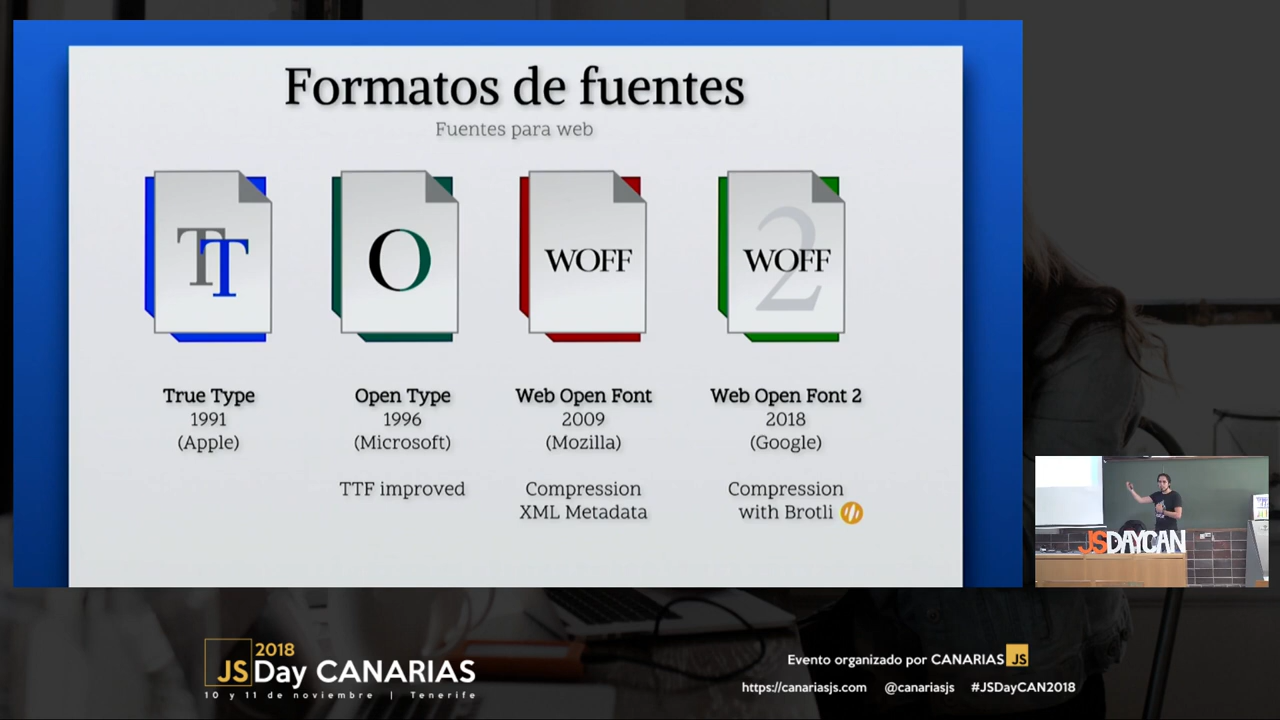 Formatos de fuentes
Fuentes para web
TT
O
WOFF
2
WOFF
True Type
1991
(Apple)
Open Type
1996
(Microsoft)
TTF improved
Web Open Font
2009
(Mozilla)
Compression
XML Metadata
Web Open Font 2
2018
(Google)
Compression
with Brotli
JSDAYCAN
2018
JSDay CANARIAS
10 y 11 de noviembre | Tenerife
Evento organizado por CANARIAS JS
https://canariasjs.com @canariasjs #JSDayCAN2018